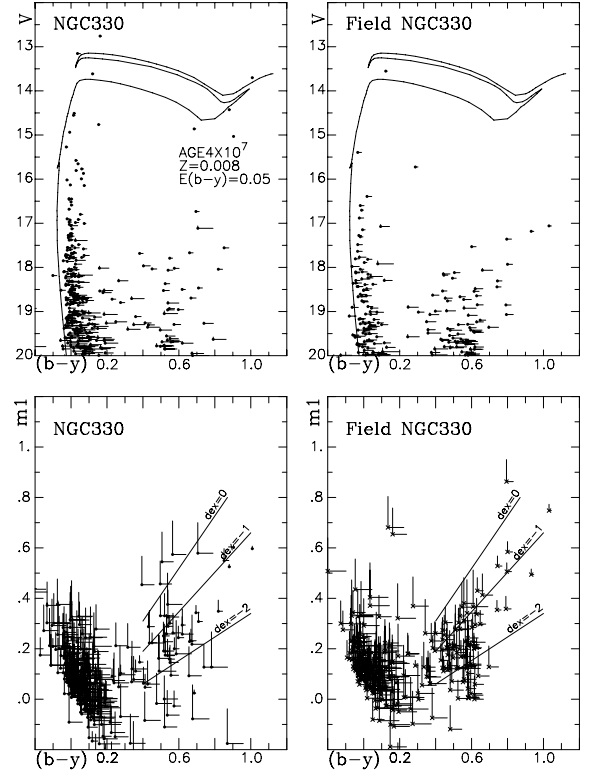 V
NGC330
13
14
15
16
17
18
19
20
AGE4X10^7
Z=0.008
E(b-y)=0.05
(b-y) 0.2 0.6 1.0
V
Field NGC330
13
14
15
16
17
18
19
20
(b-y) 0.2 0.6 1.0
m1
NGC330
1.
.8
.6
.4
.2
.0
dex=0
dex=-1
dex=-2
(b-y) 0.2 0.6 1.0
m1
Field NGC330
1.
.8
.6
.4
.2
.0
dex=0
dex=-1
dex=-2
(b-y) 0.2 0.6 1.0